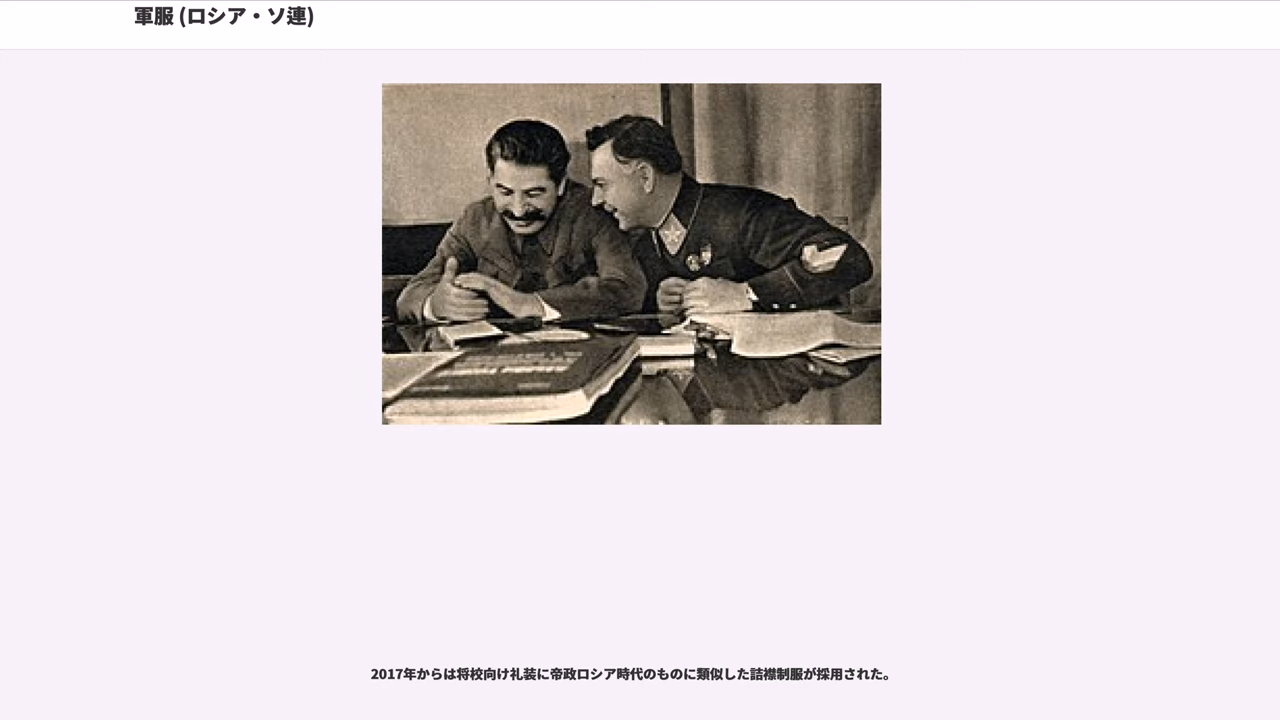 軍服 (ロシア・ソ連)
2017年からは将校向け礼装に帝政ロシア時代のものに類似した詰襟制服が採用された。